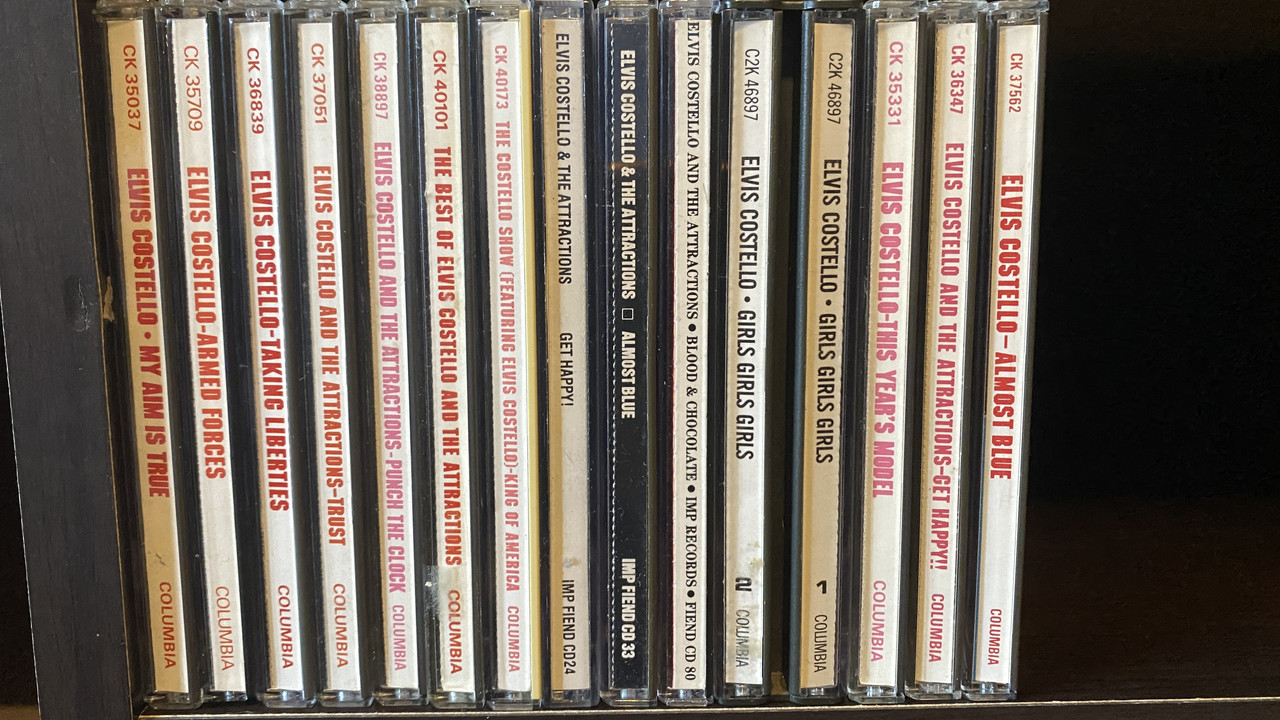 CK 35037 ELVIS COSTELLO • MY AIM IS TRUE COLUMBIA
CK 35709 ELVIS COSTELLO-ARMED FORCES COLUMBIA
CK 36839 ELVIS COSTELLO-TAKING LIBERTIES COLUMBIA
CK 37051 ELVIS COSTELLO AND THE ATTRACTIONS-TRUST COLUMBIA
CK 38897 ELVIS COSTELLO AND THE ATTRACTIONS-PUNCH THE CLOCK COLUMBIA
CK 40101 THE BEST OF ELVIS COSTELLO AND THE ATTRACTIONS COLUMBIA
CK 40173 THE COSTELLO SHOW (FEATURING ELVIS COSTELLO)-KING OF AMERICA COLUMBIA
ELVIS COSTELLO & THE ATTRACTIONS GET HAPPY! IMP FIEND CD24
ELVIS COSTELLO & THE ATTRACTIONS □ ALMOST BLUE IMP FIEND CD 33
ELVIS COSTELLO AND THE ATTRACTIONS • BLOOD & CHOCOLATE • IMP RECORDS • FIEND CD 80
C2K 46897 ELVIS COSTELLO • GIRLS GIRLS GIRLS 2 COLUMBIA
C2K 46897 ELVIS COSTELLO • GIRLS GIRLS GIRLS 1 COLUMBIA
CK 35331 ELVIS COSTELLO-THIS YEAR'S MODEL COLUMBIA
CK 36347 ELVIS COSTELLO AND THE ATTRACTIONS-GET HAPPY!! COLUMBIA
CK 37562 ELVIS COSTELLO – ALMOST BLUE COLUMBIA